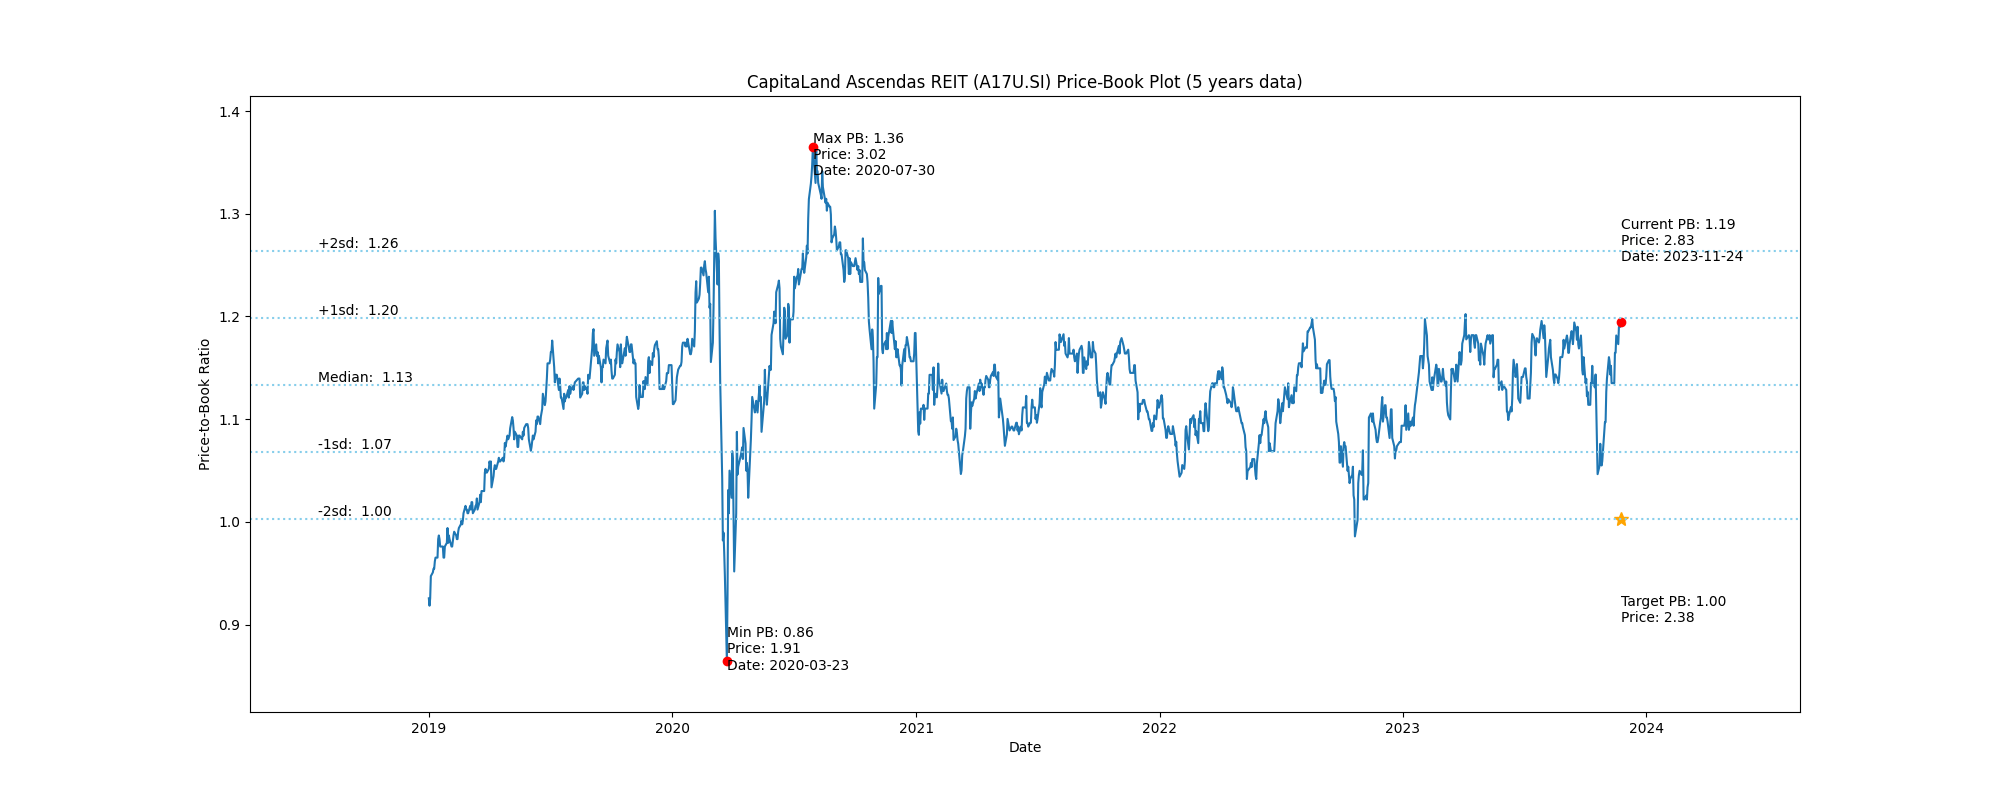 CapitaLand Ascendas REIT (A17U.SI) Price-Book Plot (5 years data)
Price-to-Book Ratio
1.4
1.3
1.2
1.1
1.0
0.9
+2sd: 1.26
+1sd: 1.20
Median: 1.13
-1sd: 1.07
-2sd: 1.00
Max PB: 1.36
Price: 3.02
Date: 2020-07-30
Min PB: 0.86
Price: 1.91
Date: 2020-03-23
Current PB: 1.19
Price: 2.83
Date: 2023-11-24
Target PB: 1.00
Price: 2.38
2019 2020 2021 2022 2023 2024
Date